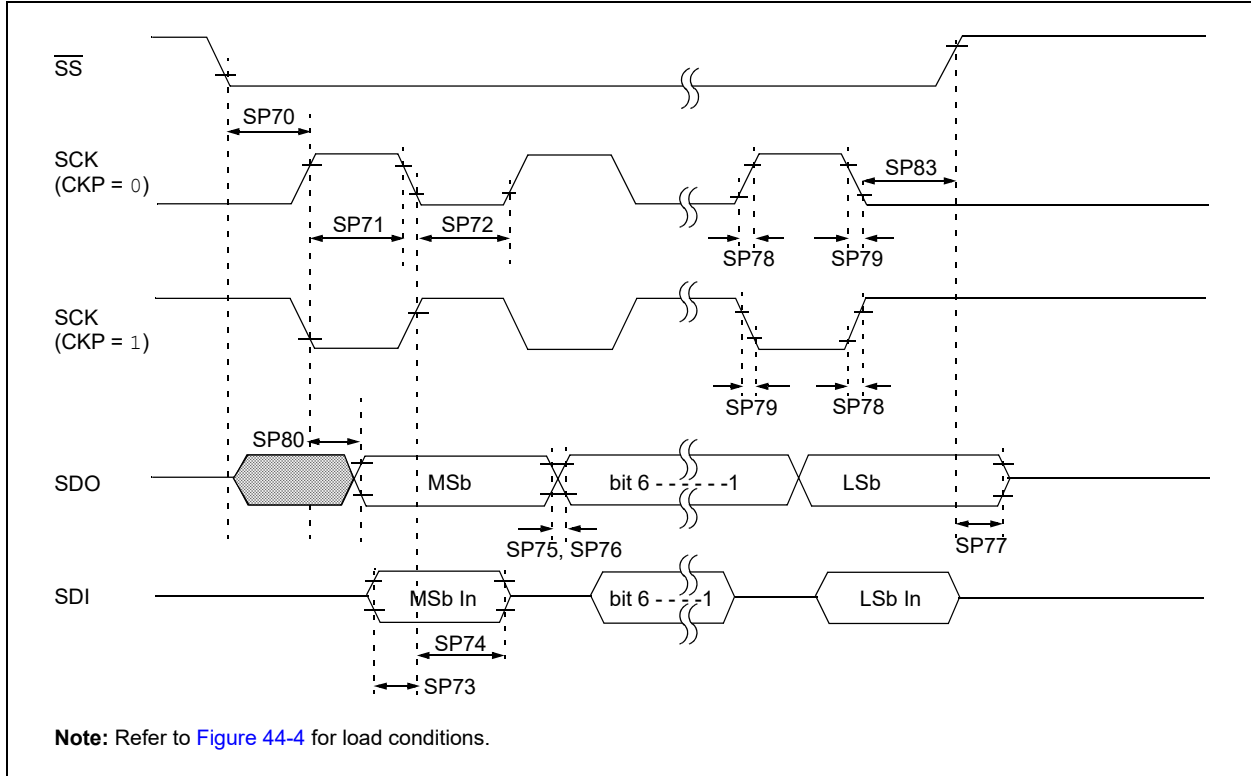 SS
SP70
SCK
(CKP = 0)
SP83
SP71
SP72
SP78
SP79
SCK
(CKP = 1)
SP79
SP78
SP80
SDO
MSb
bit 6 - - - - - -1
LSb
SP75, SP76
SP77
SDI
MSb In
bit 6 - - - -1
LSb In
SP74
SP73
Note: Refer to Figure 44-4 for load conditions.